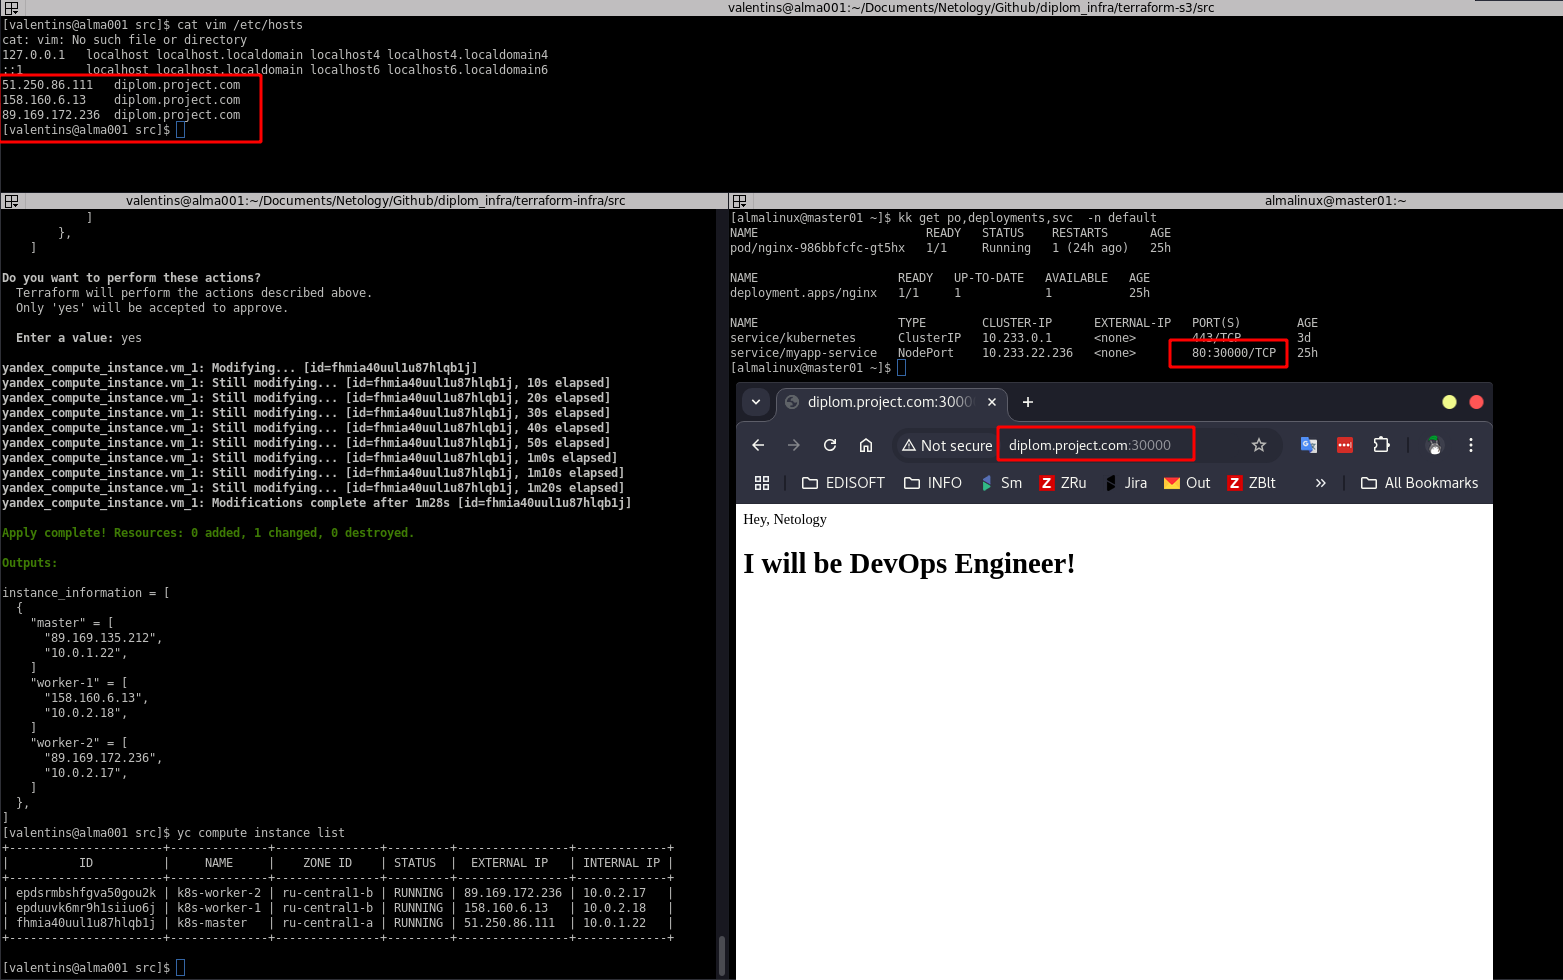 valentins@alma001:~/Documents/Netology/Github/diplom_infra/terraform-s3/src
[valentins@alma001 src]$ cat vim /etc/hosts
cat: vim: No such file or directory
127.0.0.1   localhost localhost.localdomain localhost4 localhost4.localdomain4
::1         localhost localhost.localdomain localhost6 localhost6.localdomain6
51.250.86.111   diplom.project.com
158.160.6.13    diplom.project.com
89.169.172.236  diplom.project.com
[valentins@alma001 src]$
valentins@alma001:~/Documents/Netology/Github/diplom_infra/terraform-infra/src
            ]
        },
    ]
Do you want to perform these actions?
  Terraform will perform the actions described above.
  Only 'yes' will be accepted to approve.
  Enter a value: yes
yandex_compute_instance.vm_1: Modifying... [id=fhmia40uul1u87hlqb1j]
yandex_compute_instance.vm_1: Still modifying... [id=fhmia40uul1u87hlqb1j, 10s elapsed]
yandex_compute_instance.vm_1: Still modifying... [id=fhmia40uul1u87hlqb1j, 20s elapsed]
yandex_compute_instance.vm_1: Still modifying... [id=fhmia40uul1u87hlqb1j, 30s elapsed]
yandex_compute_instance.vm_1: Still modifying... [id=fhmia40uul1u87hlqb1j, 40s elapsed]
yandex_compute_instance.vm_1: Still modifying... [id=fhmia40uul1u87hlqb1j, 50s elapsed]
yandex_compute_instance.vm_1: Still modifying... [id=fhmia40uul1u87hlqb1j, 1m0s elapsed]
yandex_compute_instance.vm_1: Still modifying... [id=fhmia40uul1u87hlqb1j, 1m10s elapsed]
yandex_compute_instance.vm_1: Still modifying... [id=fhmia40uul1u87hlqb1j, 1m20s elapsed]
yandex_compute_instance.vm_1: Modifications complete after 1m28s [id=fhmia40uul1u87hlqb1j]
Apply complete! Resources: 0 added, 1 changed, 0 destroyed.
Outputs:
instance_information = [
  {
    "master" = [
      "89.169.135.212",
      "10.0.1.22",
    ]
    "worker-1" = [
      "158.160.6.13",
      "10.0.2.18",
    ]
    "worker-2" = [
      "89.169.172.236",
      "10.0.2.17",
    ]
  },
]
[valentins@alma001 src]$ yc compute instance list
+----------------------+--------------+---------------+---------+----------------+-------------+
|          ID          |     NAME     |    ZONE ID    | STATUS  |  EXTERNAL IP   | INTERNAL IP |
+----------------------+--------------+---------------+---------+----------------+-------------+
| epdsrmbshfgva50gou2k | k8s-worker-2 | ru-central1-b | RUNNING | 89.169.172.236 | 10.0.2.17   |
| epduuvk6mr9h1siiuo6j | k8s-worker-1 | ru-central1-b | RUNNING | 158.160.6.13   | 10.0.2.18   |
| fhmia40uul1u87hlqb1j | k8s-master   | ru-central1-a | RUNNING | 51.250.86.111  | 10.0.1.22   |
+----------------------+--------------+---------------+---------+----------------+-------------+
[valentins@alma001 src]$
almalinux@master01:~
[almalinux@master01 ~]$ kk get po,deployments,svc  -n default
NAME                        READY   STATUS    RESTARTS      AGE
pod/nginx-986bbfcfc-gt5hx   1/1     Running   1 (24h ago)   25h
NAME                    READY   UP-TO-DATE   AVAILABLE   AGE
deployment.apps/nginx   1/1     1            1           25h
NAME                    TYPE        CLUSTER-IP      EXTERNAL-IP   PORT(S)        AGE
service/kubernetes      ClusterIP   10.233.0.1      <none>        443/TCP        3d
service/myapp-service   NodePort    10.233.22.236   <none>        80:30000/TCP   25h
[almalinux@master01 ~]$
diplom.project.com:3000
Not secure diplom.project.com:30000
EDISOFT INFO Sm ZRu Jira Out ZBlt » All Bookmarks
Hey, Netology
I will be DevOps Engineer!